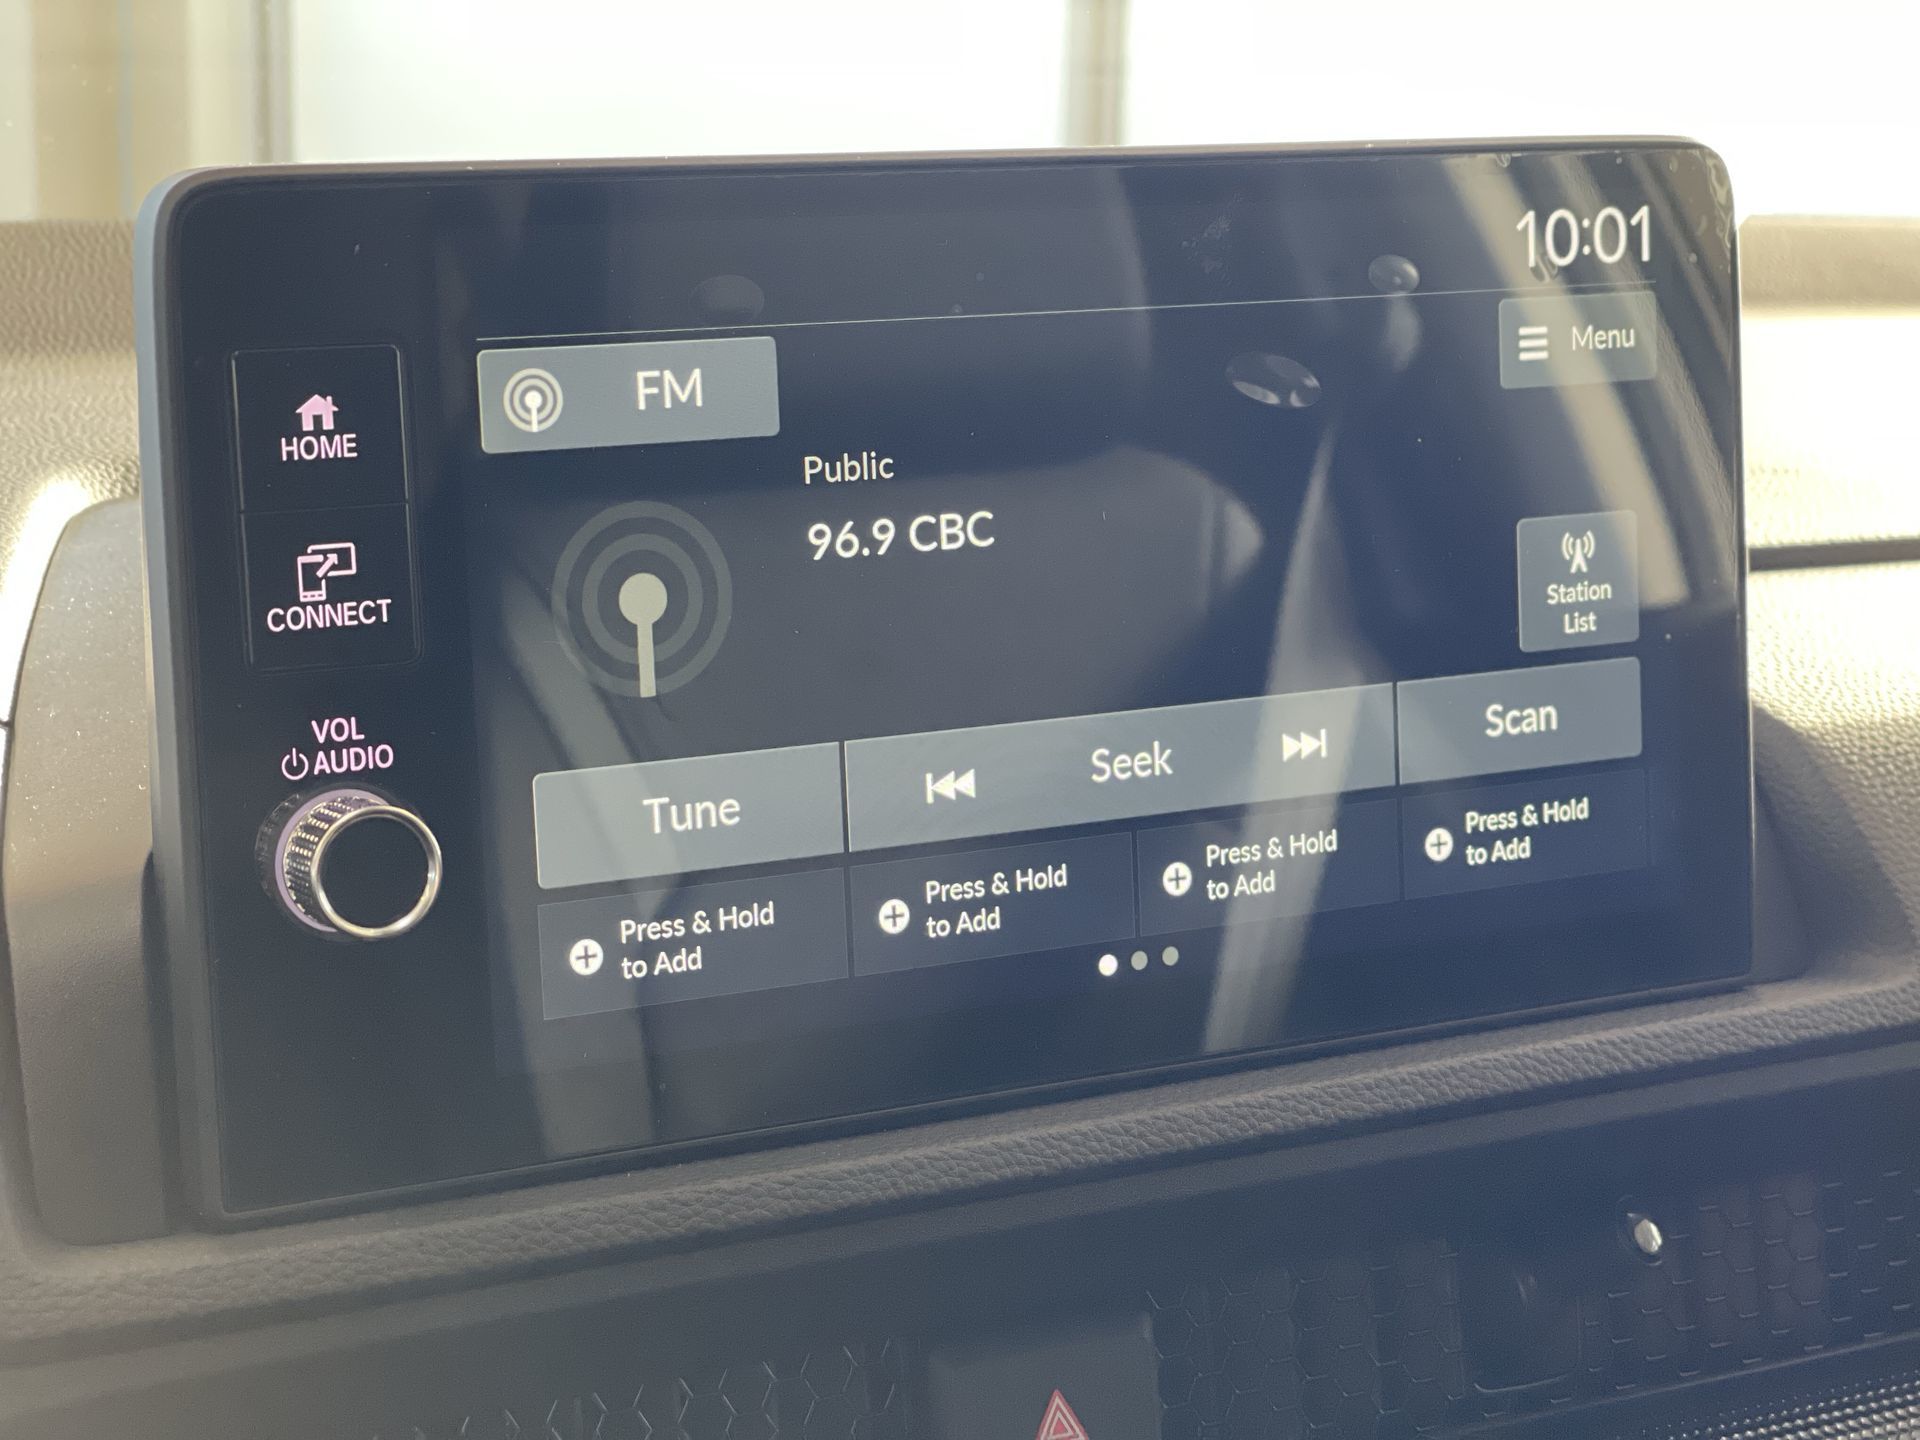 10:01
Menu
HOME
FM
Public
96.9 CBC
CONNECT
Station
List
VOL
AUDIO
Tune
Seek
Scan
Press & Hold
to Add
Press & Hold
to Add
Press & Hold
to Add
Press & Hold
to Add